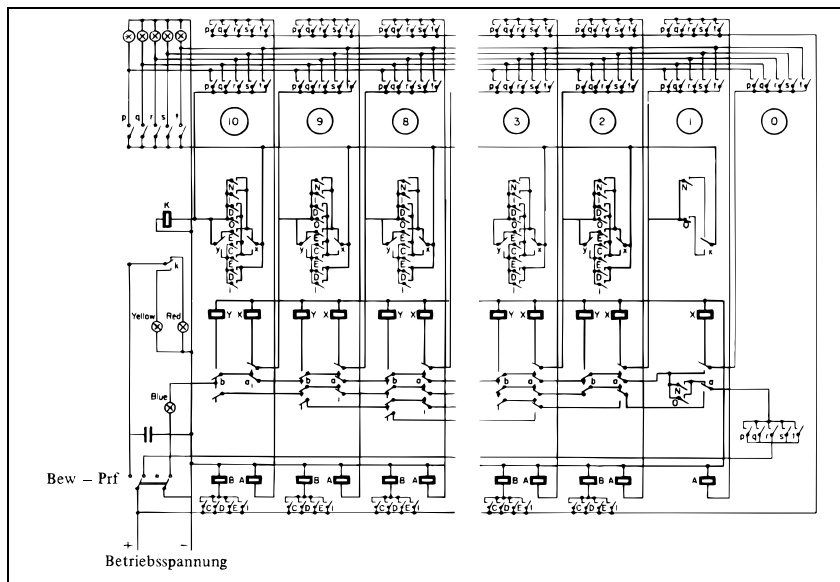 p q r s t p q r s t p q r s t p q r s t p q r s t p q r s t
p q r s t p q r s t p q r s t p q r s t p q r s t p q r s t p q r s t
p q r s t 10 9 8 3 2 1 0
N N N N N N
I I I I I
D D D D D
K O O O O O O
E E E E E
y x y x y x y x y x x
C C C C C
E E E E E
k D D D D D
I I I I I
Yellow Red Y X Y X Y X Y X Y X X
b a b a b a b a b a a
N
Blue O
p q r s t
Bew – Prf B A B A B A B A B A A
C D E I C D E I C D E I C D E I C D E I
+ -
Betriebsspannung